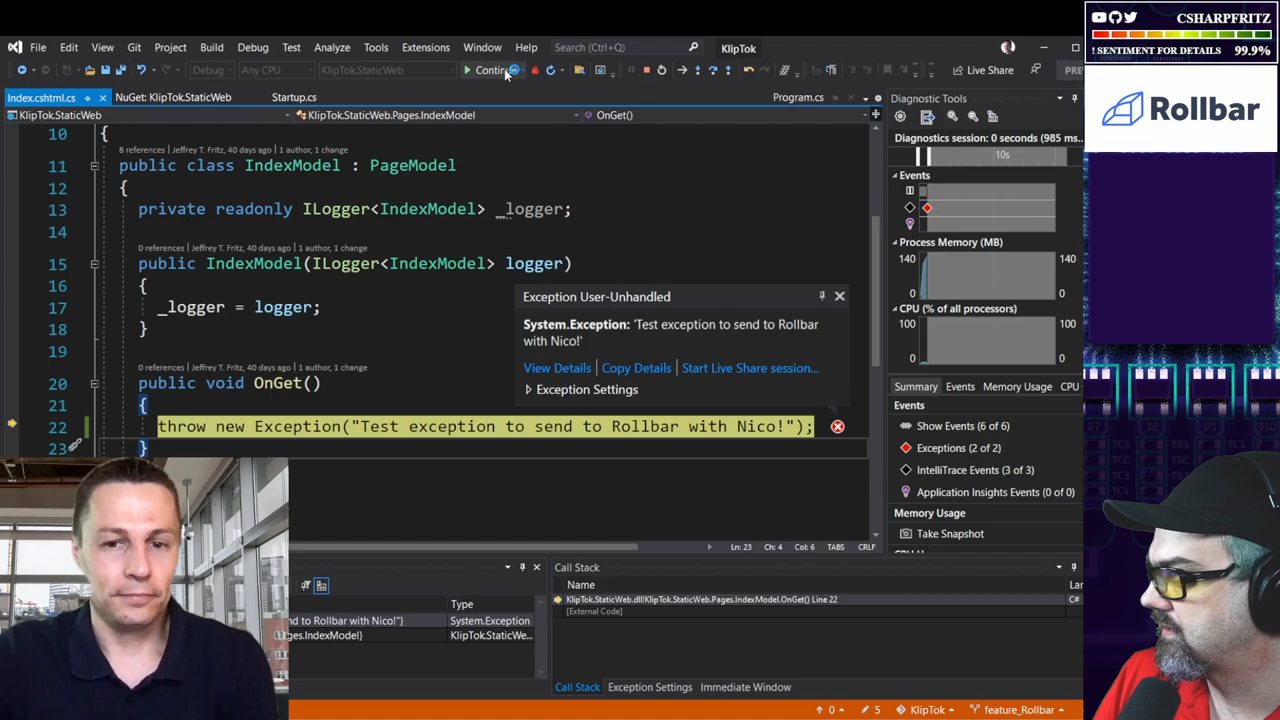 File Edit View Git Project Build Debug Test Analyze Tools Extensions Window Help Search (Ctrl+Q) KlipTok
CSHARPFRITZ
! SENTIMENT FOR DETAILS 99.9%
Debug Any CPU KlipTok.StaticWeb Continu Live Share PRE
Rollbar
Index.cshtml.cs NuGet: KlipTok.StaticWeb Startup.cs Program.cs
KlipTok.StaticWeb KlipTok.StaticWeb.Pages.IndexModel OnGet()
10 {
8 references | Jeffrey T. Fritz, 40 days ago | 1 author, 1 change
11 public class IndexModel : PageModel
12 {
13 private readonly ILogger<IndexModel> _logger;
14
0 references | Jeffrey T. Fritz, 40 days ago | 1 author, 1 change
15 public IndexModel(ILogger<IndexModel> logger)
16 {
17 _logger = logger;
18 }
19
0 references | Jeffrey T. Fritz, 40 days ago | 1 author, 1 change
20 public void OnGet()
21 {
22 throw new Exception("Test exception to send to Rollbar with Nico!");
23 }
Exception User-Unhandled
System.Exception: 'Test exception to send to Rollbar
with Nico!'
View Details | Copy Details | Start Live Share session...
Exception Settings
Ln: 23 Ch: 4 Col: 6 TABS CRLF
Diagnostic Tools
Diagnostics session: 0 seconds (985 ms...
10s
Events
Process Memory (MB)
140 140
0 0
CPU (% of all processors)
100 100
0 0
Summary Events Memory Usage CPU
Events
Show Events (6 of 6)
Exceptions (2 of 2)
IntelliTrace Events (3 of 3)
Application Insights Events (0 of 0)
Memory Usage
Take Snapshot
Type
nd to Rollbar with Nico!"} System.Exception
ges.IndexModel} KlipTok.StaticWe...
Call Stack
Name La
KlipTok.StaticWeb.dll!KlipTok.StaticWeb.Pages.IndexModel.OnGet() Line 22 C#
[External Code]
Call Stack Exception Settings Immediate Window
0 5 KlipTok feature_Rollbar